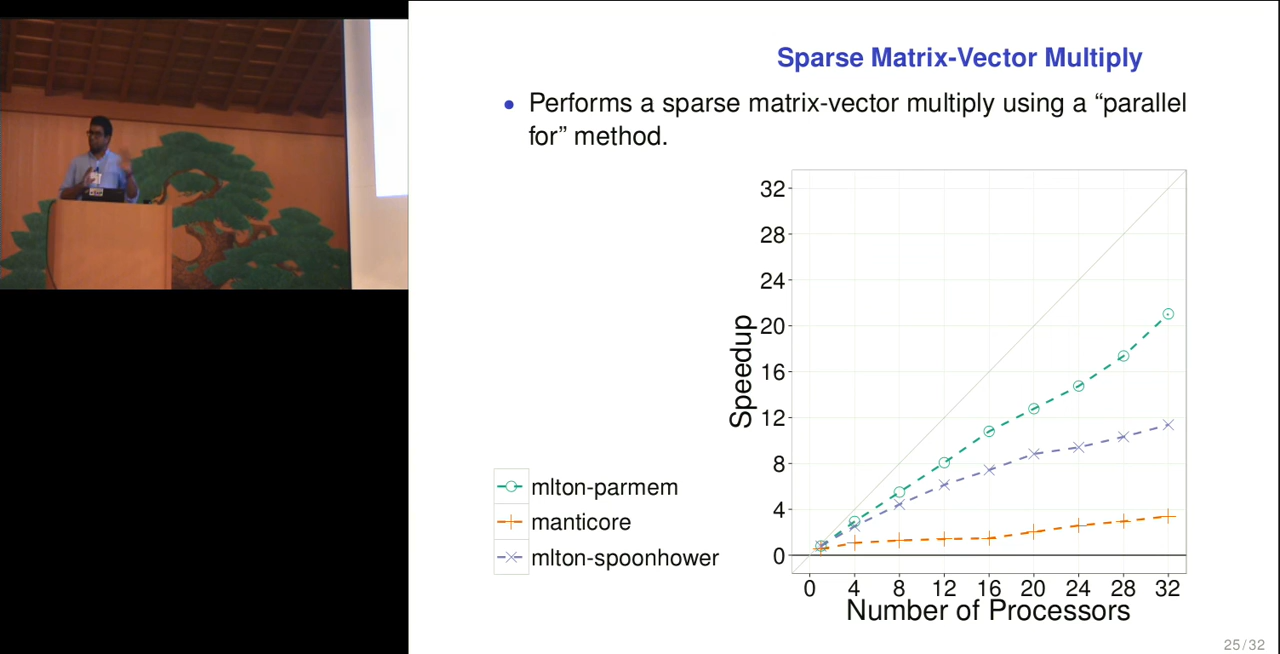 Sparse Matrix-Vector Multiply
• Performs a sparse matrix-vector multiply using a “parallel
for” method.
32
28
24
20
16
12
8
4
0
Speedup
0 4 8 12 16 20 24 28 32
Number of Processors
mlton-parmem
manticore
mlton-spoonhower
25/32